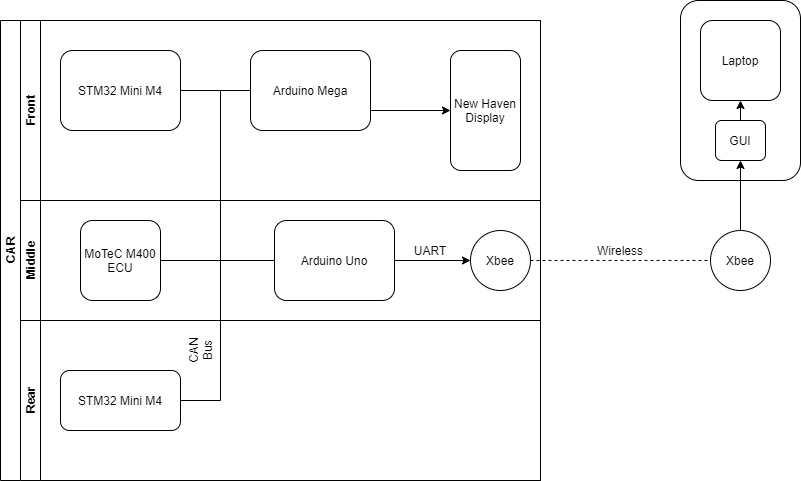 CAR
Front
STM32 Mini M4
Arduino Mega
New Haven
Display
Laptop
GUI
Middle
MoTeC M400
ECU
Arduino Uno
UART
Xbee
Wireless
Xbee
CAN
Bus
Rear
STM32 Mini M4